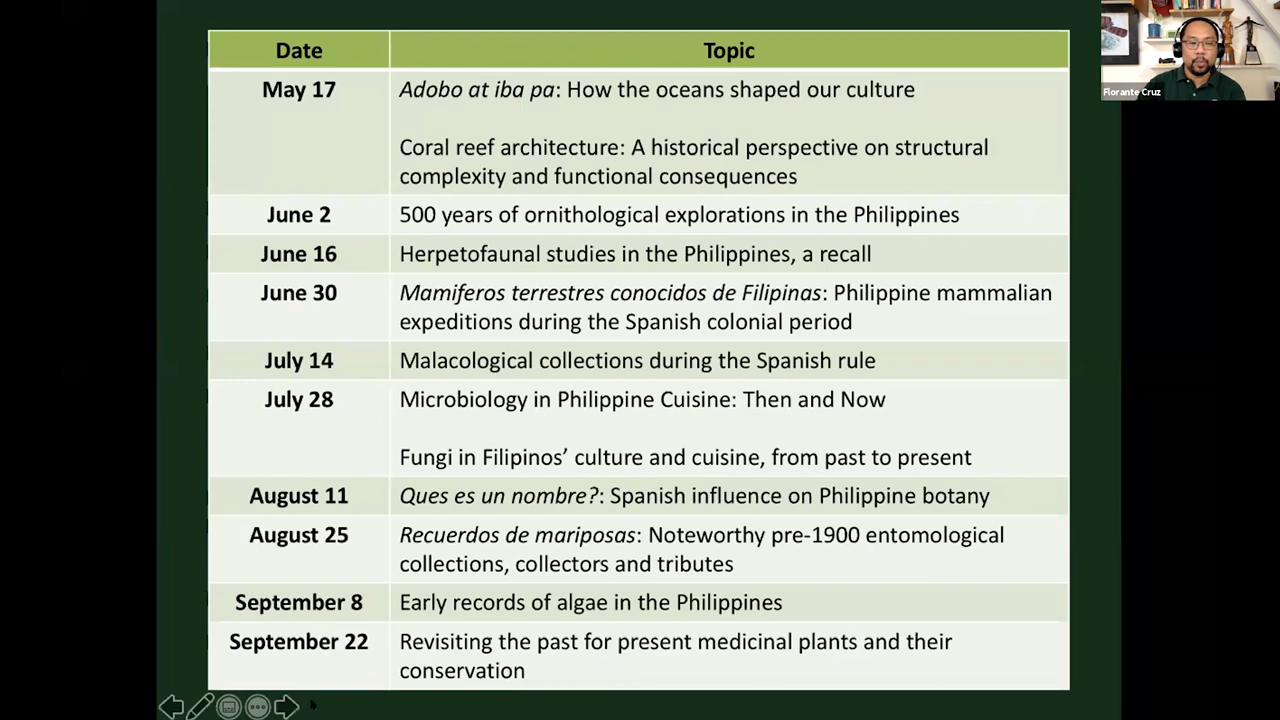 Date Topic
May 17 Adobo at iba pa: How the oceans shaped our culture
Coral reef architecture: A historical perspective on structural
complexity and functional consequences
June 2 500 years of ornithological explorations in the Philippines
June 16 Herpetofaunal studies in the Philippines, a recall
June 30 Mamiferos terrestres conocidos de Filipinas: Philippine mammalian
expeditions during the Spanish colonial period
July 14 Malacological collections during the Spanish rule
July 28 Microbiology in Philippine Cuisine: Then and Now
Fungi in Filipinos’ culture and cuisine, from past to present
August 11 Ques es un nombre?: Spanish influence on Philippine botany
August 25 Recuerdos de mariposas: Noteworthy pre-1900 entomological
collections, collectors and tributes
September 8 Early records of algae in the Philippines
September 22 Revisiting the past for present medicinal plants and their
conservation
Florante Cruz